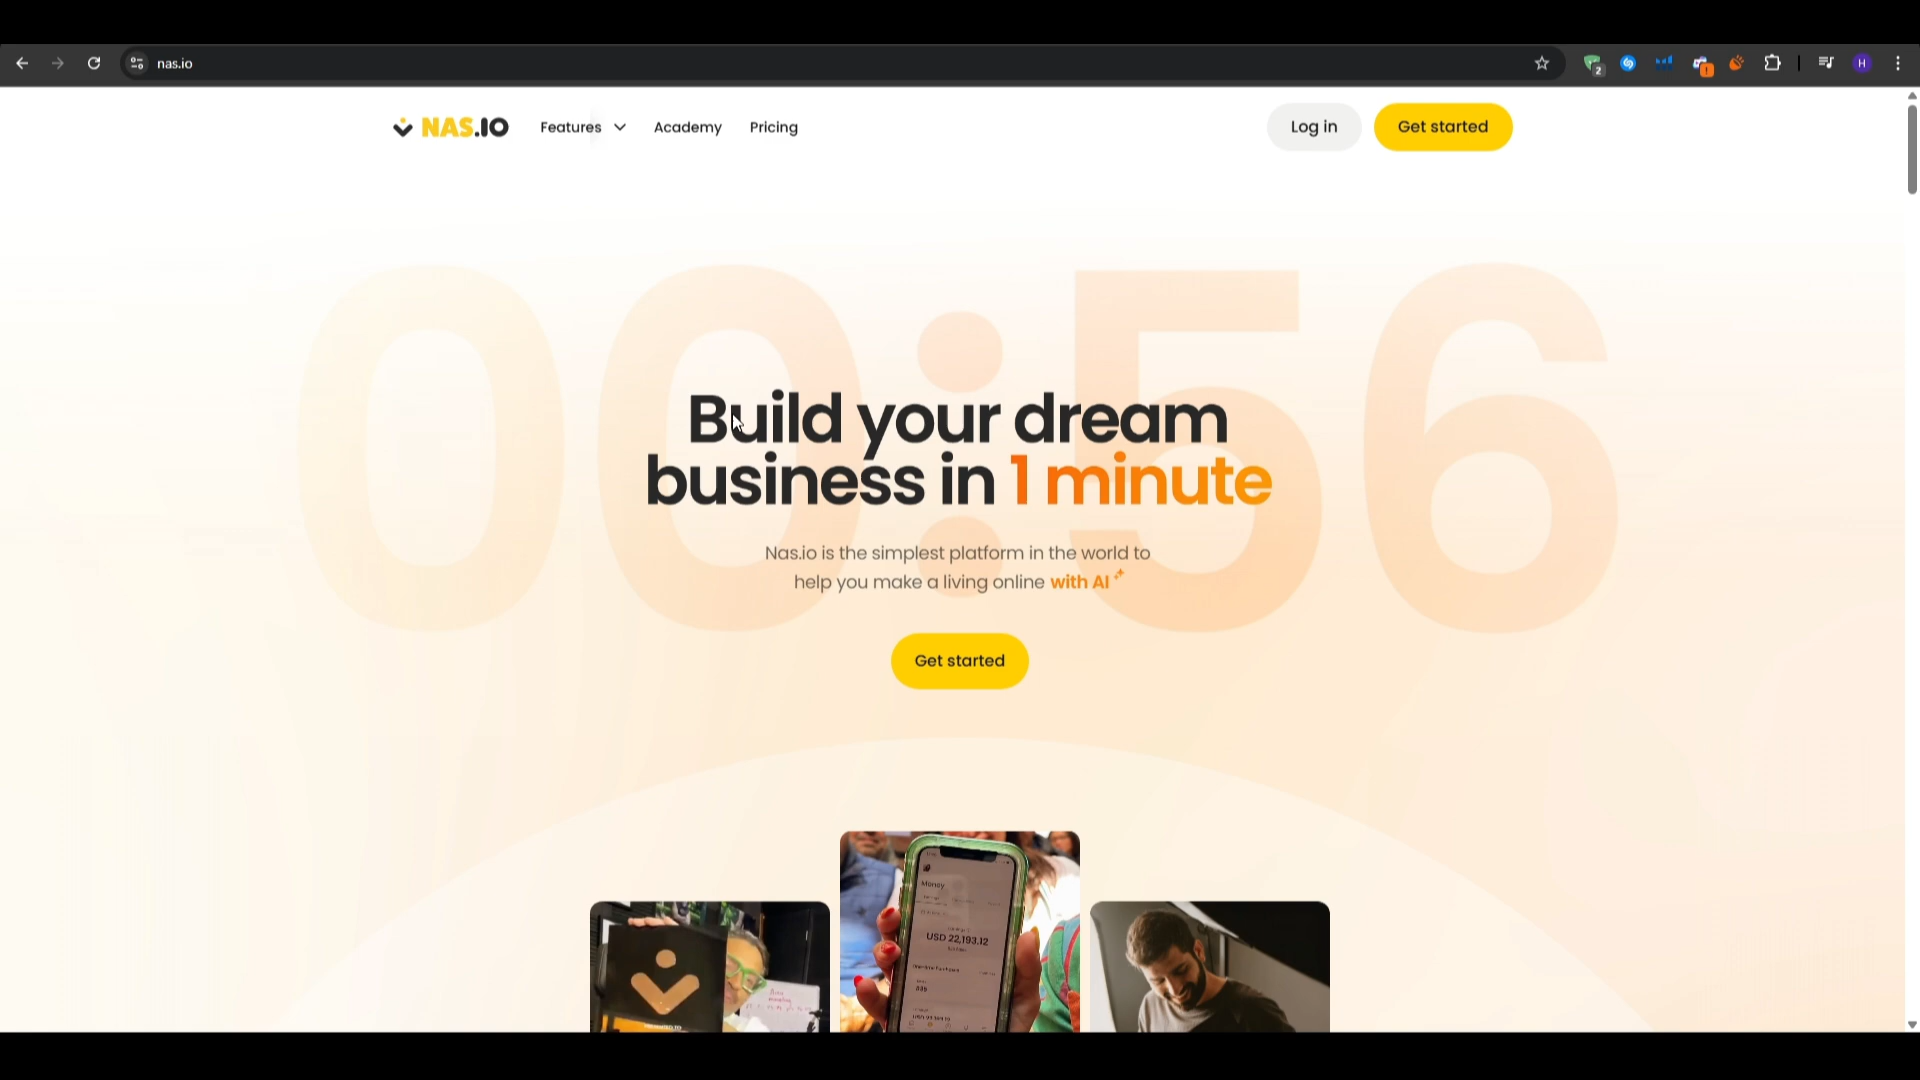 nas.io
2
H
NAS.IO
Features
Academy
Pricing
Log in
Get started
00:56
Build your dream
business in 1 minute
Nas.io is the simplest platform in the world to
help you make a living online with AI
Get started
Money
USD 22,193.12